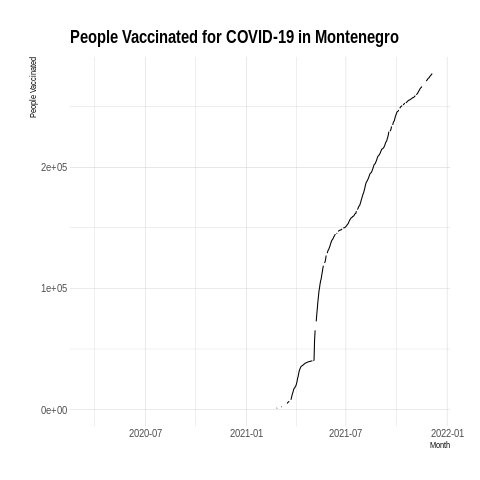 People Vaccinated for COVID-19 in Montenegro
People Vaccinated
2e+05
1e+05
0e+00
2020-07 2021-01 2021-07 2022-01
Month